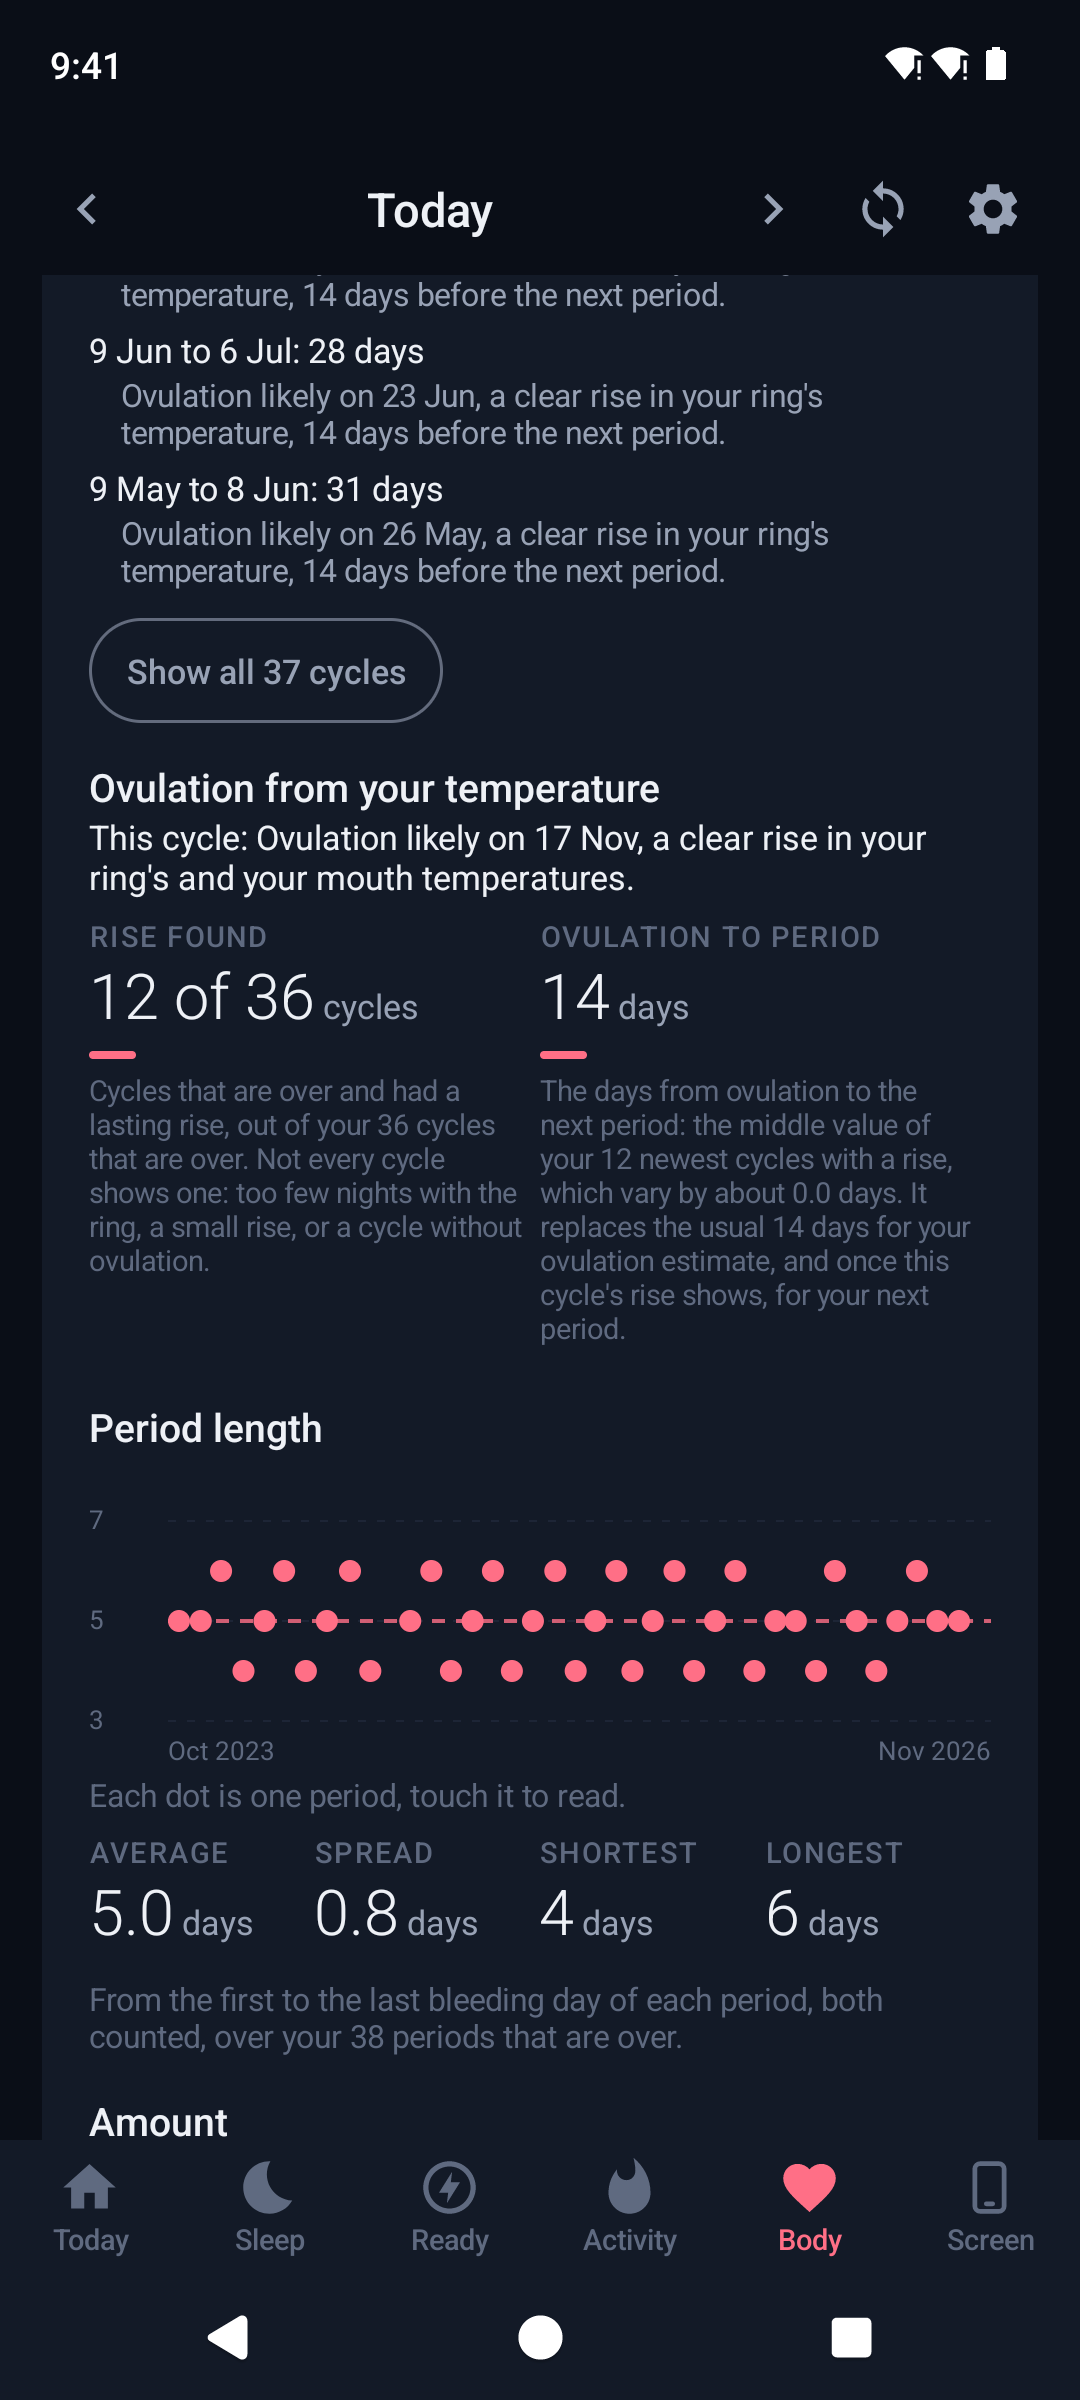 9:41
Today
temperature, 14 days before the next period.
9 Jun to 6 Jul: 28 days
Ovulation likely on 23 Jun, a clear rise in your ring's
temperature, 14 days before the next period.
9 May to 8 Jun: 31 days
Ovulation likely on 26 May, a clear rise in your ring's
temperature, 14 days before the next period.
Show all 37 cycles
Ovulation from your temperature
This cycle: Ovulation likely on 17 Nov, a clear rise in your
ring's and your mouth temperatures.
RISE FOUND
12 of 36 cycles
Cycles that are over and had a
lasting rise, out of your 36 cycles
that are over. Not every cycle
shows one: too few nights with the
ring, a small rise, or a cycle without
ovulation.
OVULATION TO PERIOD
14 days
The days from ovulation to the
next period: the middle value of
your 12 newest cycles with a rise,
which vary by about 0.0 days. It
replaces the usual 14 days for your
ovulation estimate, and once this
cycle's rise shows, for your next
period.
Period length
7
5
3
Oct 2023 Nov 2026
Each dot is one period, touch it to read.
AVERAGE SPREAD SHORTEST LONGEST
5.0 days 0.8 days 4 days 6 days
From the first to the last bleeding day of each period, both
counted, over your 38 periods that are over.
Amount
Today Sleep Ready Activity Body Screen